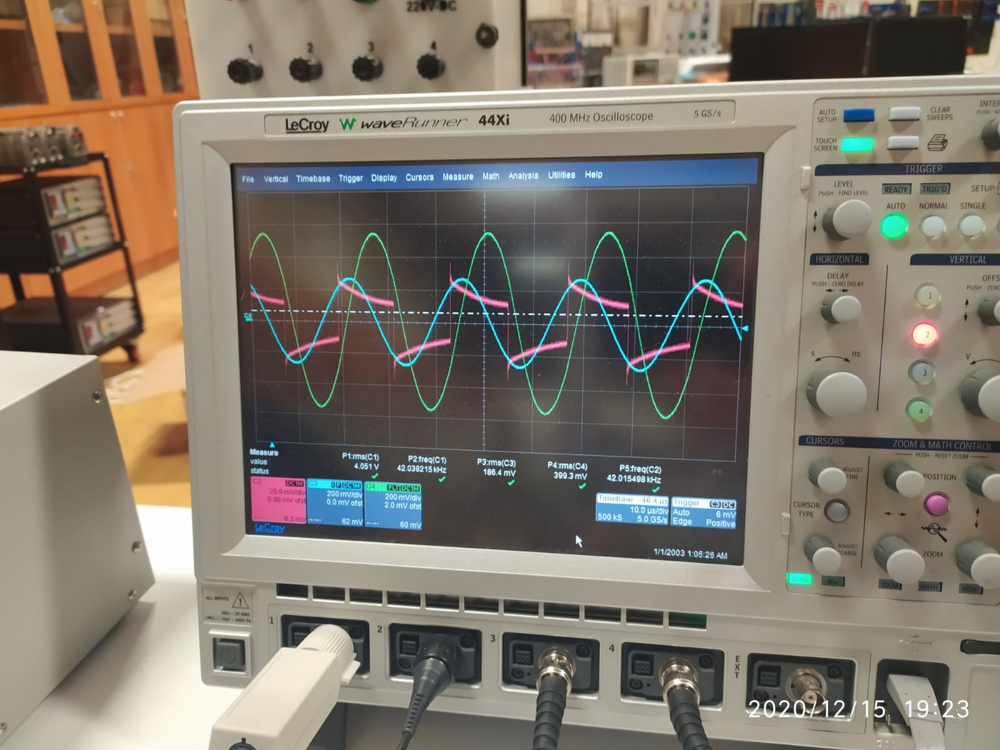 220V-DC
1 2 3 4
LeCroy waveRunner 44Xi 400 MHz Oscilloscope 5 GS/s
File Vertical Timebase Trigger Display Cursors Measure Math Analysis Utilities Help
C3
Measure P1:rms(C1) P2:freq(C1) P3:rms(C3) P4:rms(C4) P5:freq(C2) P6:- - -
value 4.051 V 42.038215 kHz 186.4 mV 399.3 mV 42.015498 kHz
status
C2 DC1M
20.0 mV/div
0.00 mV ofst
6.2 mV
C3 DC1M
200 mV/div
0.0 mV ofst
62 mV
C4 FLT DC1M
200 mV/div
2.0 mV ofst
60 mV
Timebase -46.4 µs
10.0 µs/div
500 kS 5.0 GS/s
Trigger C3 DC
Auto 6 mV
Edge Positive
LeCroy
1/1/2003 1:05:26 AM
AUTO SETUP
CLEAR SWEEPS
TOUCH SCREEN
TRIGGER
LEVEL
PUSH - FIND LEVEL
READY TRIG'D SETUP
AUTO NORMAL SINGLE
HORIZONTAL
DELAY
PUSH - ZERO DELAY
s ns
VERTICAL
1
2
3
4
V
CURSORS
ADJUST FINE
CURSOR TYPE
ADJUST COARSE
ADJ
ZOOM & MATH CONTROL
PUSH - RESET ZOOM
POSITION
ZOOM
ZOOM MATH MEM
ALL INPUTS
1 2 3 4 EXT
2020/12/15 19:23